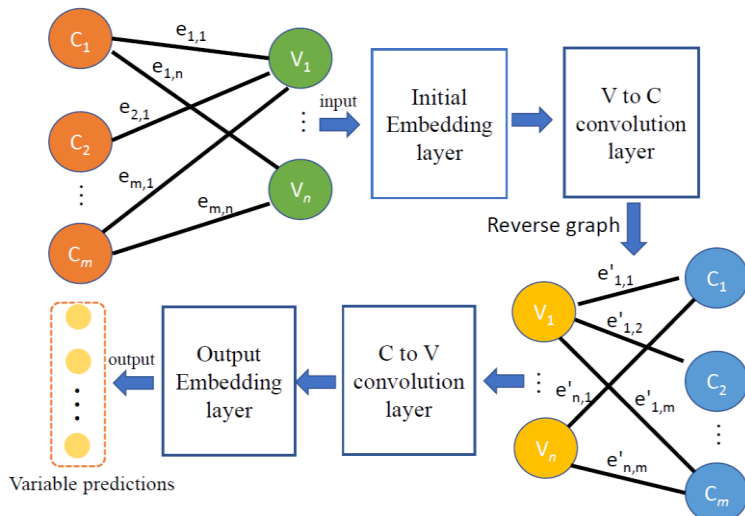 C1
e1,1
V1
e1,n
e2,1
C2
⋮
⋮
em,1
Vn
em,n
Cm
input
Initial
Embedding
layer
V to C
convolution
layer
Reverse graph
V1
e'1,1
C1
e'1,2
C2
⋮
⋮
e'n,1
e'1,m
Vn
e'n,m
Cm
C to V
convolution
layer
Output
Embedding
layer
output
⋮
Variable predictions